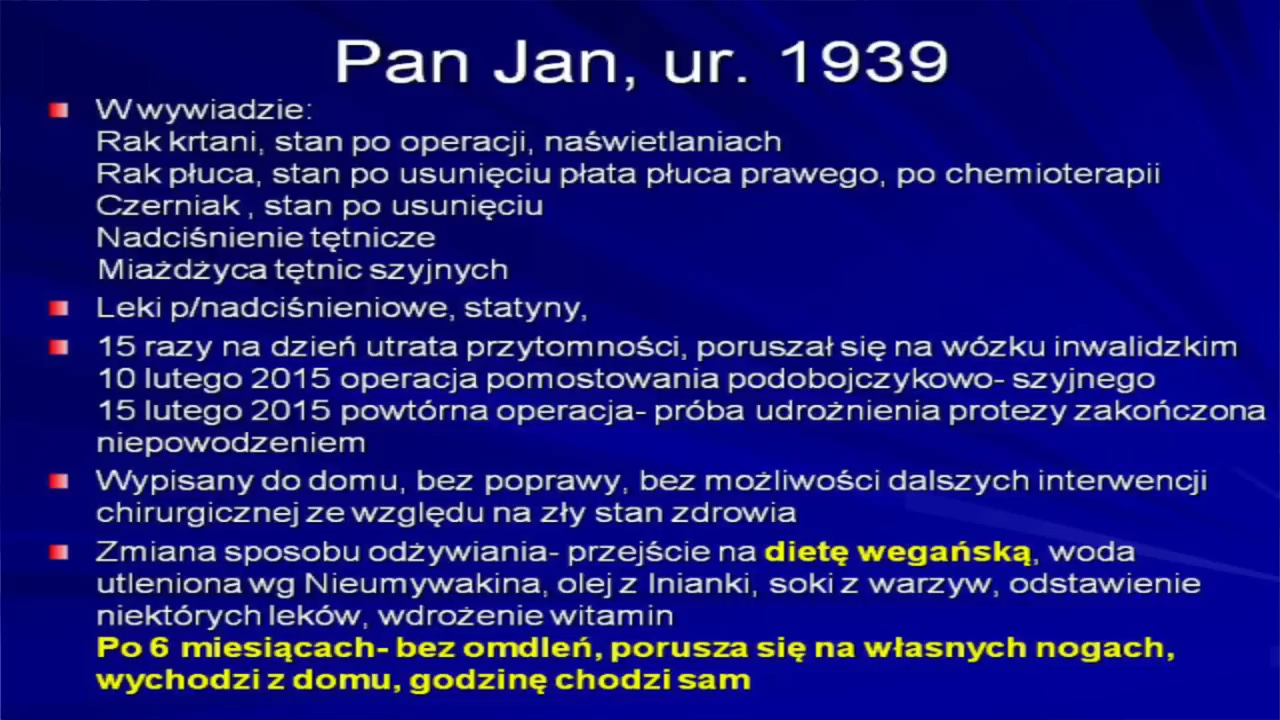 Pan Jan, ur. 1939
W wywiadzie:
Rak krtani, stan po operacji, naświetlaniach
Rak płuca, stan po usunięciu płata płuca prawego, po chemioterapii
Czerniak , stan po usunięciu
Nadciśnienie tętnicze
Miażdżyca tętnic szyjnych
Leki p/nadciśnieniowe, statyny,
15 razy na dzień utrata przytomności, poruszał się na wózku inwalidzkim
10 lutego 2015 operacja pomostowania podobojczykowo- szyjnego
15 lutego 2015 powtórna operacja- próba udrożnienia protezy zakończona
niepowodzeniem
Wypisany do domu, bez poprawy, bez możliwości dalszych interwencji
chirurgicznej ze względu na zły stan zdrowia
Zmiana sposobu odżywiania- przejście na dietę wegańską, woda
utleniona wg Nieumywakina, olej z lnianki, soki z warzyw, odstawienie
niektórych leków, wdrożenie witamin
Po 6 miesiącach- bez omdleń, porusza się na własnych nogach,
wychodzi z domu, godzinę chodzi sam